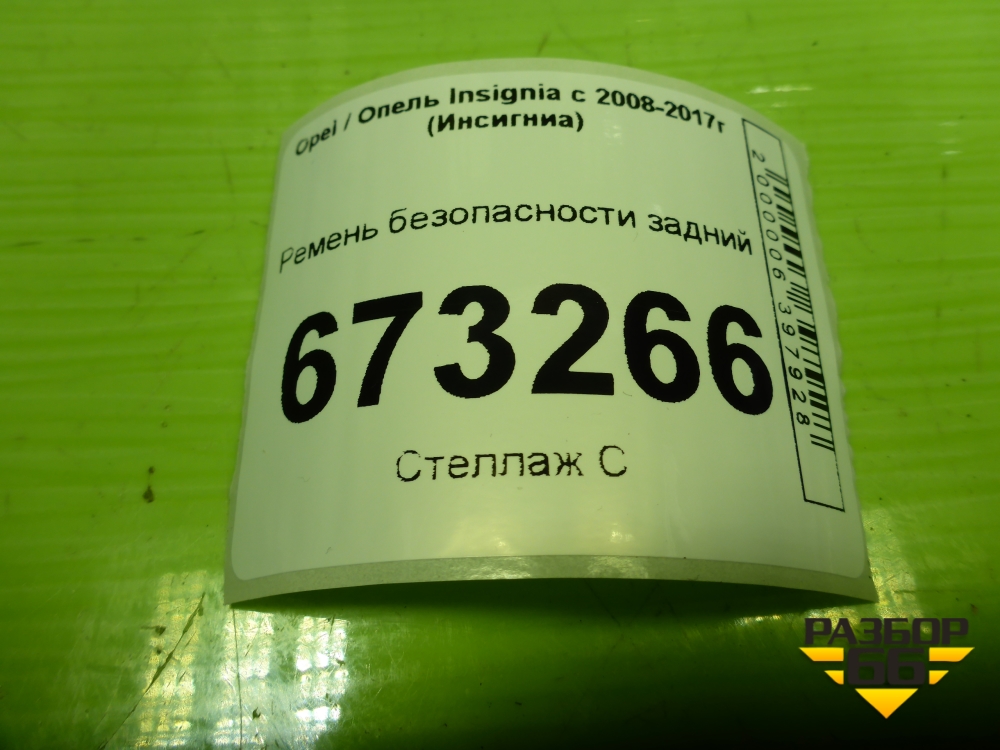 Opel / Опель Insignia с 2008-2017г
(Инсигниа)
Ремень безопасности задний
673266
Стеллаж С
2000006397928
РАЗБОР
66